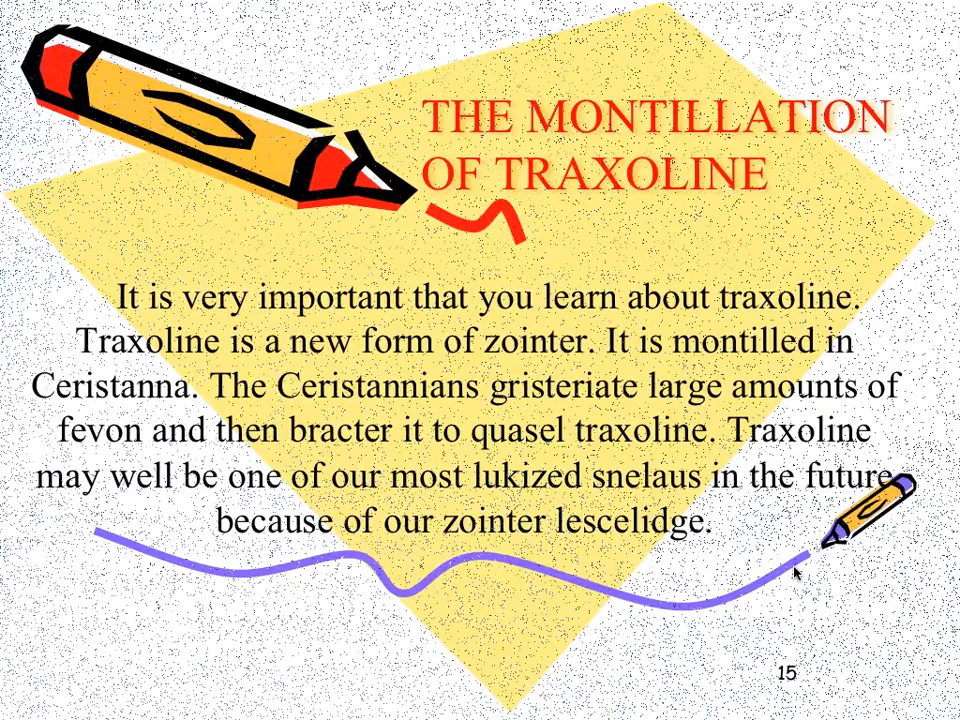 THE MONTILLATION
OF TRAXOLINE
It is very important that you learn about traxoline.
Traxoline is a new form of zointer. It is montilled in
Ceristanna. The Ceristannians gristeriate large amounts of
fevon and then bracter it to quasel traxoline. Traxoline
may well be one of our most lukized snelaus in the future
because of our zointer lescelidge.
15